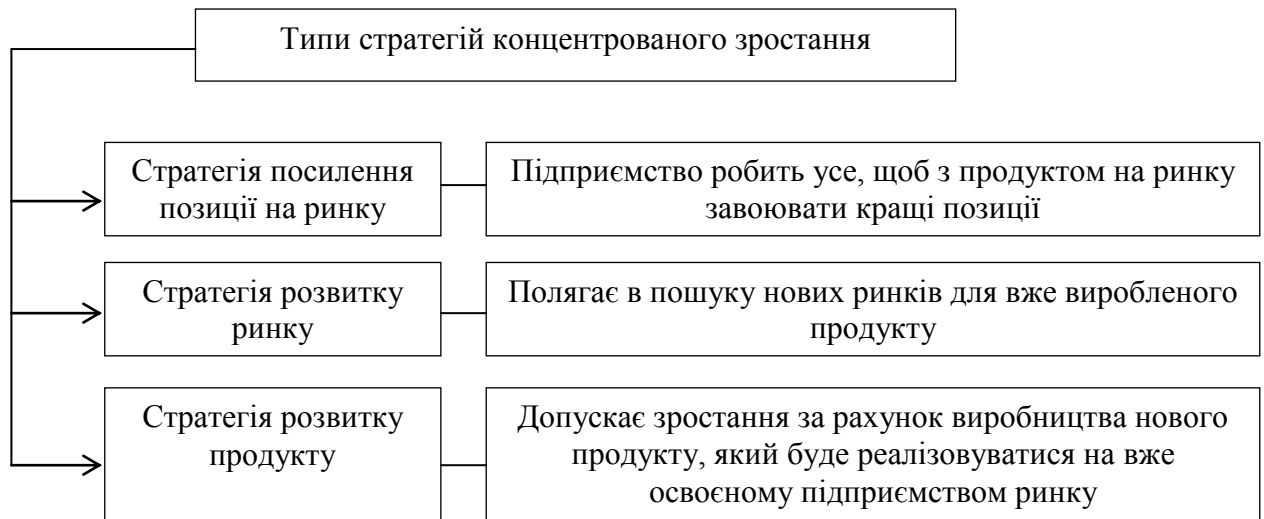 Типи стратегій концентрованого зростання
Стратегія посилення
позиції на ринку
Підприємство робить усе, щоб з продуктом на ринку
завоювати кращі позиції
Стратегія розвитку
ринку
Полягає в пошуку нових ринків для вже виробленого
продукту
Стратегія розвитку
продукту
Допускає зростання за рахунок виробництва нового
продукту, який буде реалізовуватися на вже
освоєному підприємством ринку